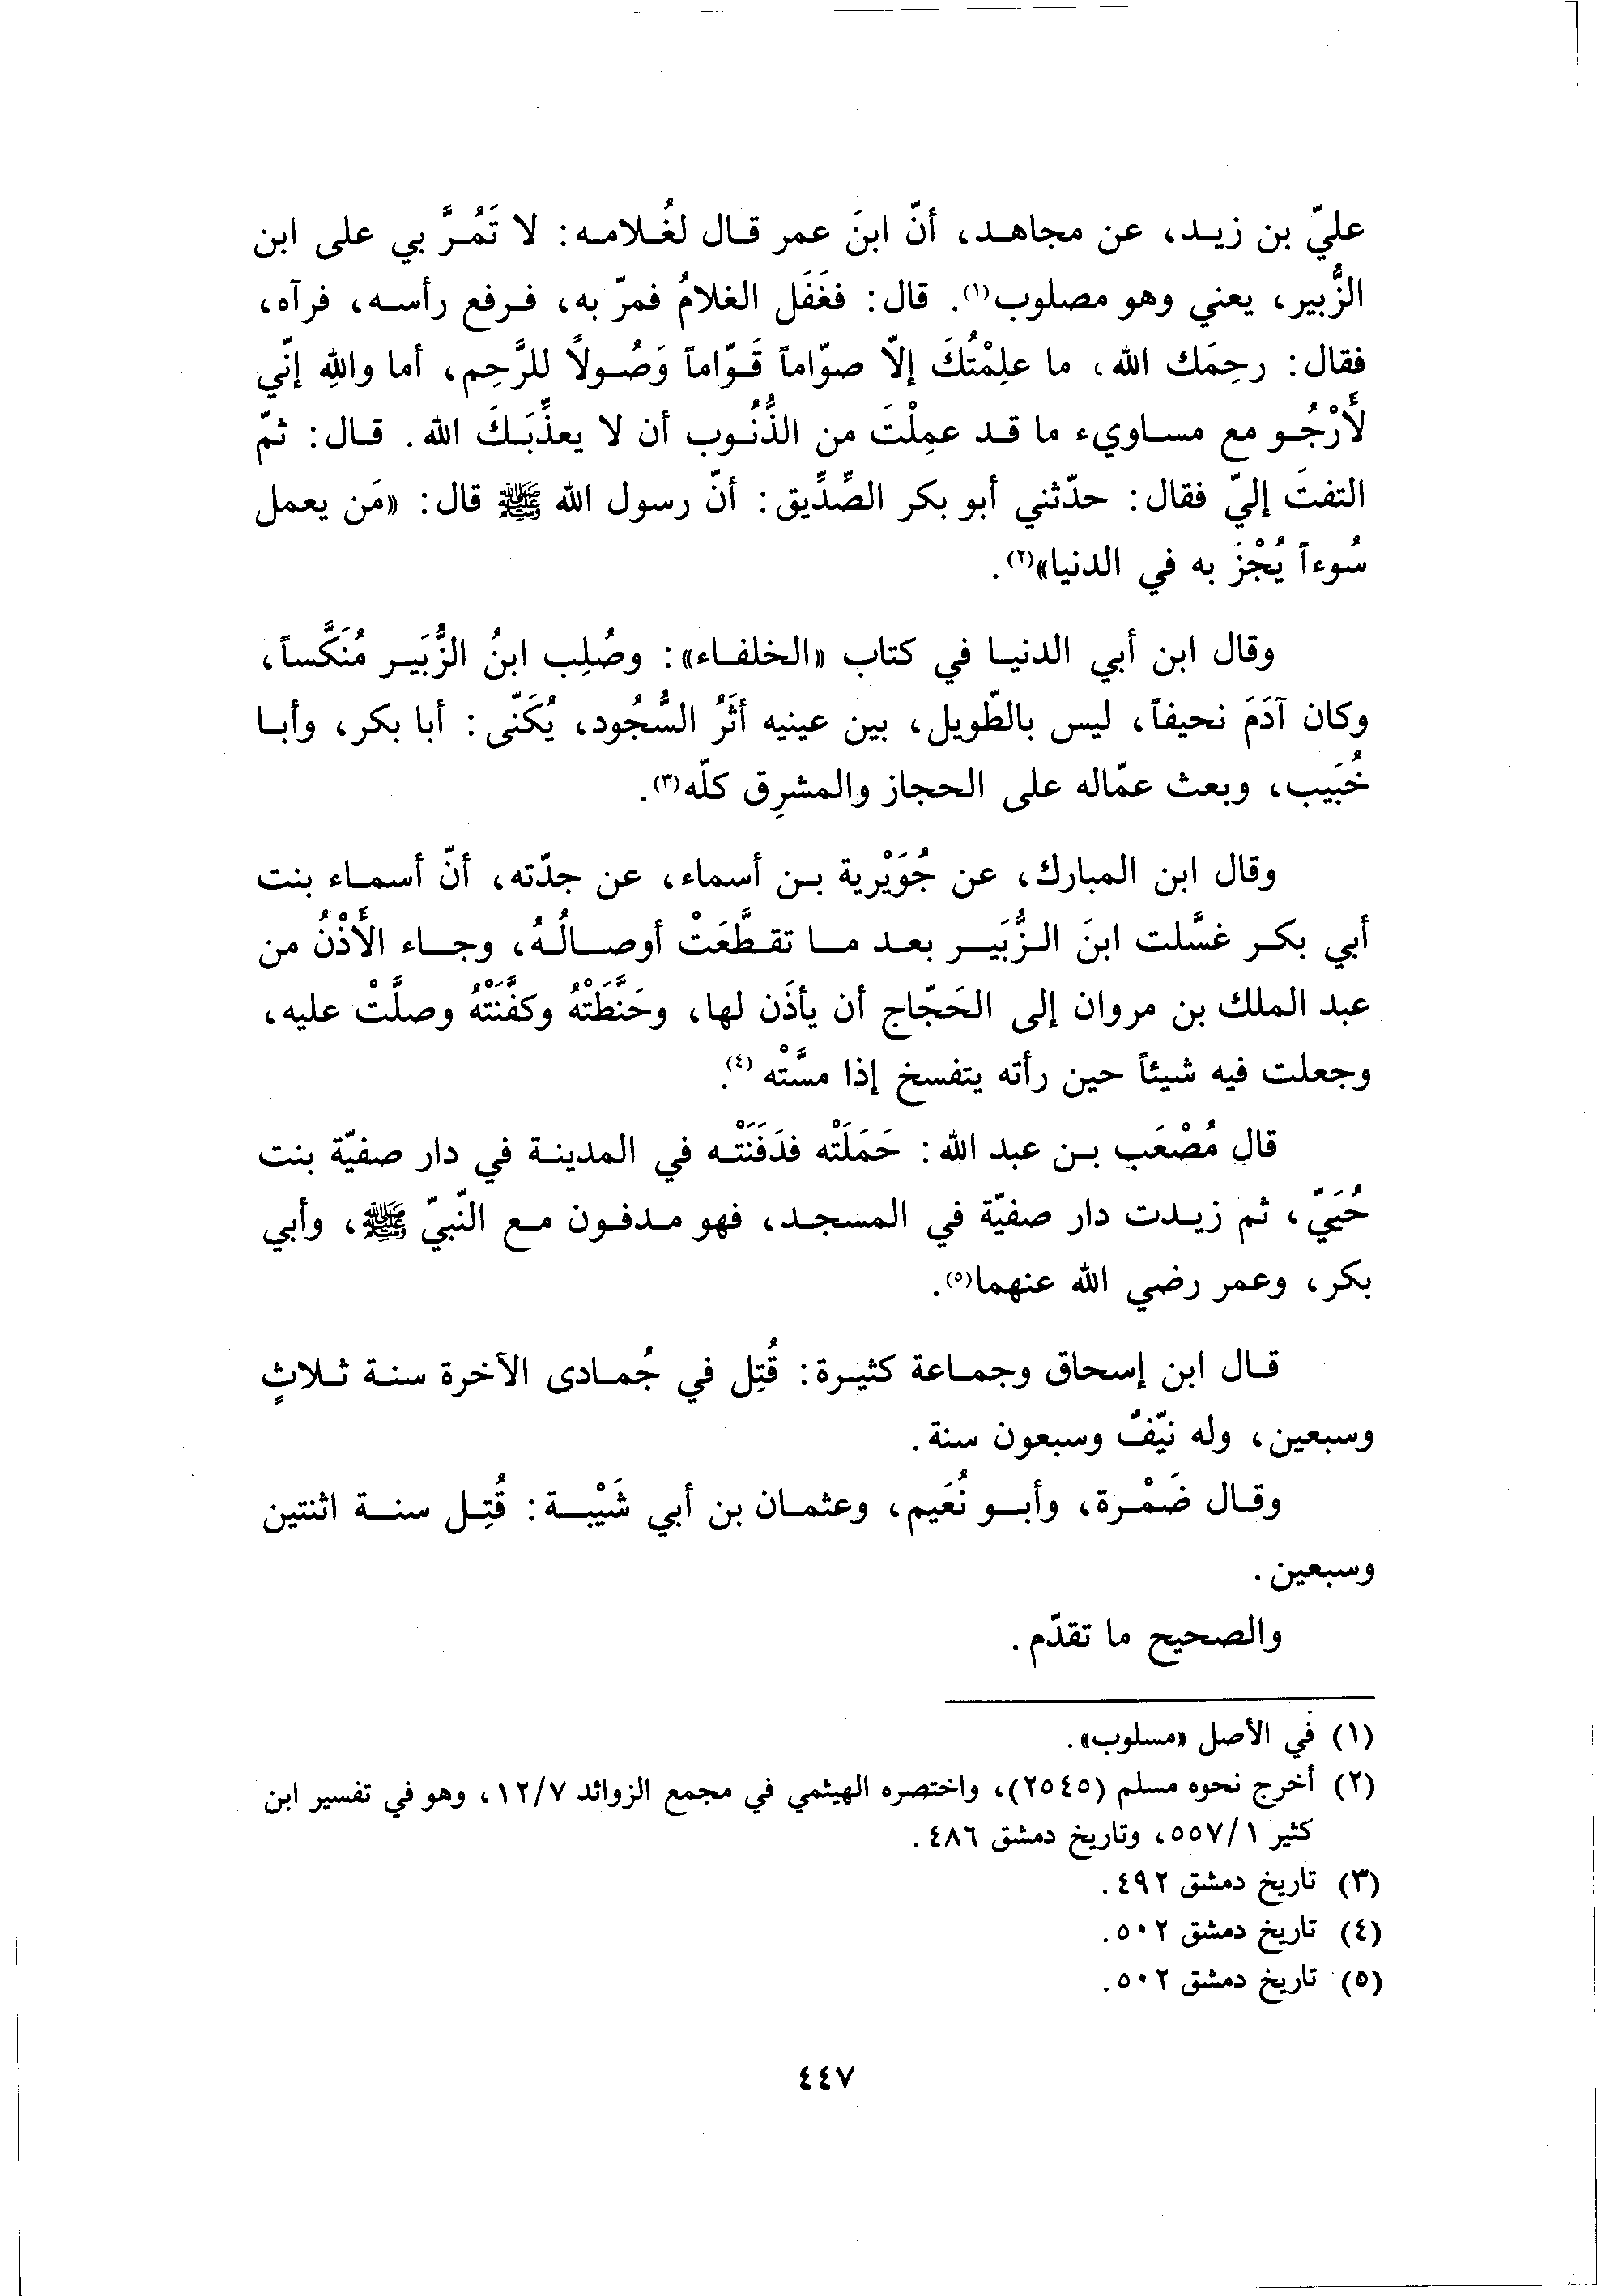 عليّ بن زيد، عن مجاهد، أنّ ابنَ عمر قال لغُلامه: لا تَمُرَّ بي على ابن
الزُّبير، يعني وهو مصلوب(١). قال: فغَفَل الغلامُ فمرّ به، فرفع رأسه، فرآه،
فقال: رحِمَك الله، ما علِمْتُكَ إلّا صوّاماً قَوّاماً وَصُولاً للرَّحِم، أما واللهِ إنّي
لَأَرْجُو مع مساويء ما قد عمِلْتَ من الذُّنُوب أن لا يعذِّبَكَ الله. قال: ثمّ
التفتَ إليّ فقال: حدّثني أبو بكر الصِّدِّيق: أنّ رسول الله ﷺ قال: «مَن يعمل
سُوءاً يُجْزَ به في الدنيا»(٢).
وقال ابن أبي الدنيا في كتاب «الخلفاء»: وصُلِب ابنُ الزُّبَير مُنَكَّساً،
وكان آدَمَ نحيفاً، ليس بالطّويل، بين عينيه أثَرُ السُّجُود، يُكَنّى: أبا بكر، وأبا
خُبَيب، وبعث عمّاله على الحجاز والمشرِق كلّه(٣).
وقال ابن المبارك، عن جُوَيْرية بن أسماء، عن جدّته، أنّ أسماء بنت
أبي بكر غسَّلت ابنَ الزُّبَير بعد ما تقطَّعَتْ أوصالُهُ، وجاء الأَذْنُ من
عبد الملك بن مروان إلى الحَجّاج أن يأذَن لها، وحَنَّطَتْهُ وكفَّنَتْهُ وصلَّتْ عليه،
وجعلت فيه شيئاً حين رأته يتفسخ إذا مسَّتْه (٤).
قال مُصْعَب بن عبد الله: حَمَلَتْه فدَفَنَتْه في المدينة في دار صفيّة بنت
حُيَيّ، ثم زيدت دار صفيّة في المسجد، فهو مدفون مع النّبيّ ﷺ، وأبي
بكر، وعمر رضي الله عنهما(٥).
قال ابن إسحاق وجماعة كثيرة: قُتِل في جُمادى الآخرة سنة ثلاثٍ
وسبعين، وله نيّفٌ وسبعون سنة.
وقال ضَمْرة، وأبو نُعَيم، وعثمان بن أبي شَيْبة: قُتِل سنة اثنتين
وسبعين.
والصحيح ما تقدّم.
(١) في الأصل «مسلوب».
(٢) أخرج نحوه مسلم (٢٥٤٥)، واختصره الهيثمي في مجمع الزوائد ١٢/٧، وهو في تفسير ابن
كثير ٥٥٧/١، وتاريخ دمشق ٤٨٦.
(٣) تاريخ دمشق ٤٩٢.
(٤) تاريخ دمشق ٥٠٢.
(٥) تاريخ دمشق ٥٠٢.
٤٤٧